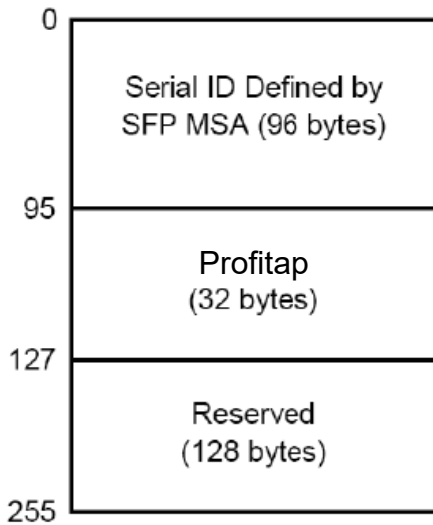 0
Serial ID Defined by
SFP MSA (96 bytes)
95
Profitap
(32 bytes)
127
Reserved
(128 bytes)
255